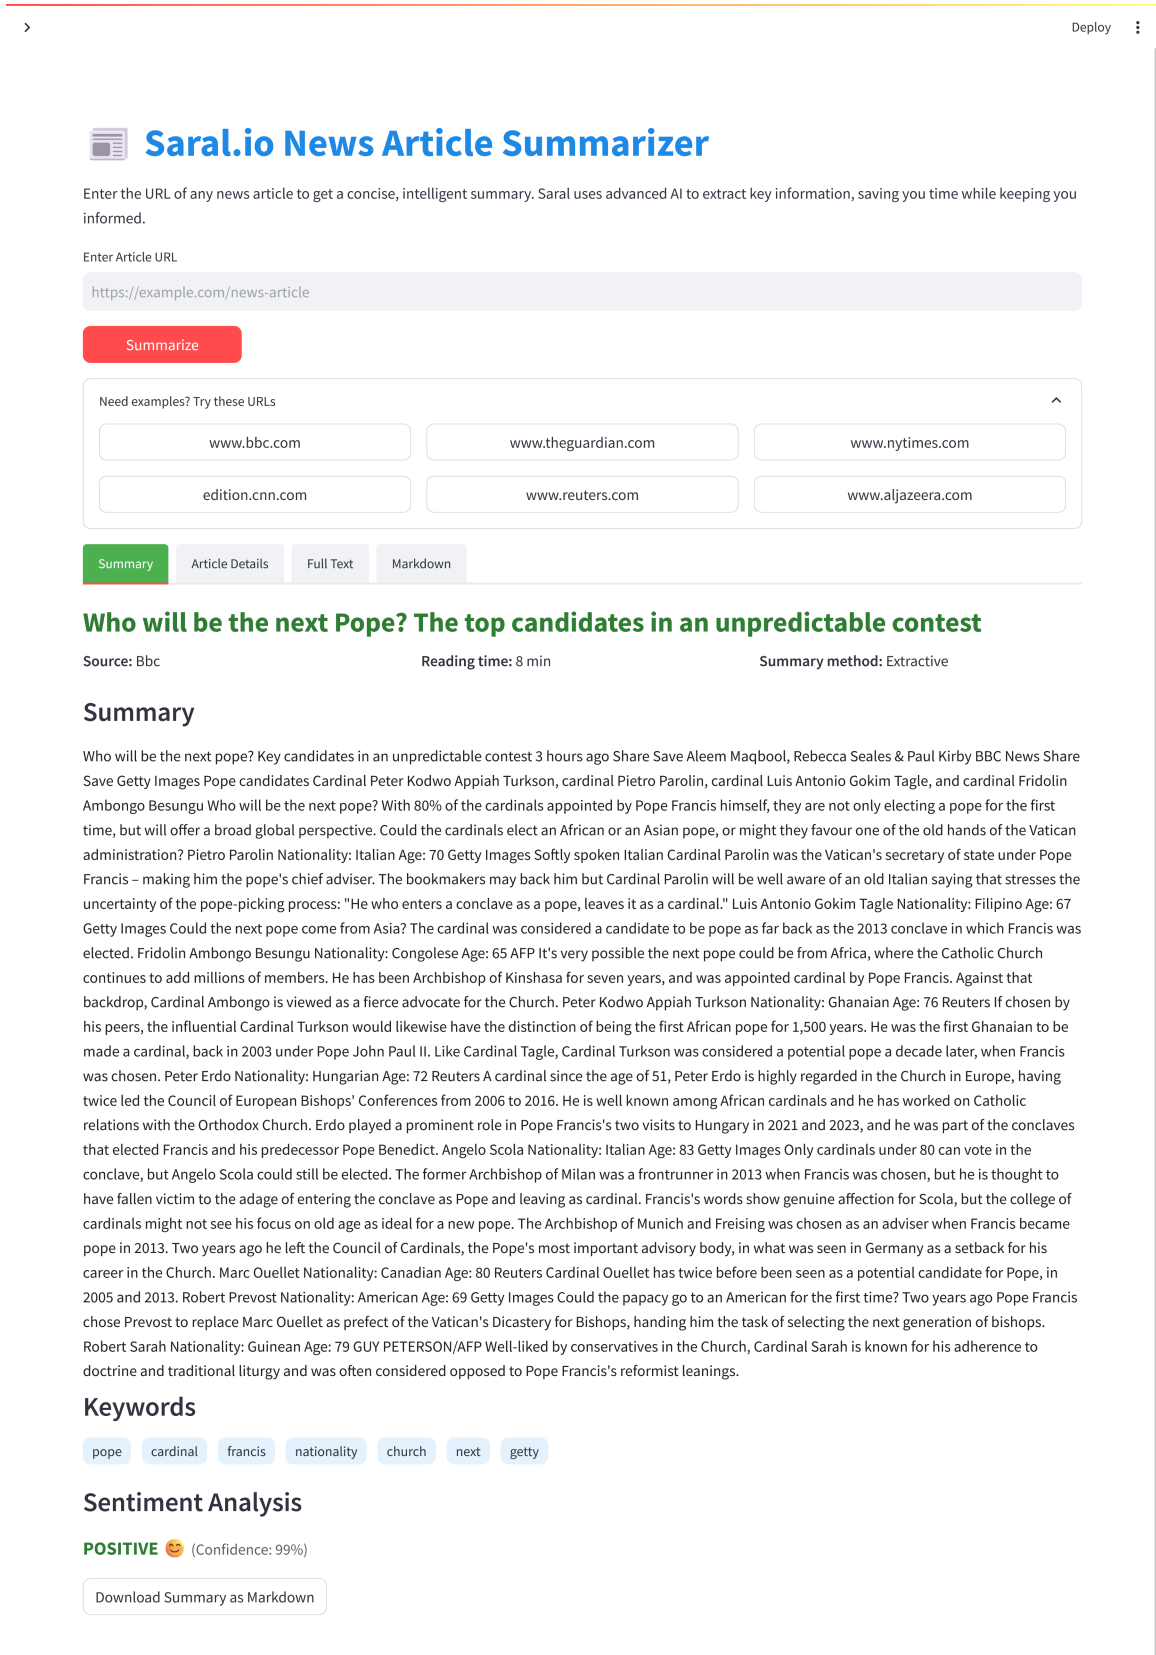 Deploy
Saral.io News Article Summarizer
Enter the URL of any news article to get a concise, intelligent summary. Saral uses advanced AI to extract key information, saving you time while keeping you
informed.
Enter Article URL
https://example.com/news-article
Summarize
Need examples? Try these URLs
www.bbc.com www.theguardian.com www.nytimes.com
edition.cnn.com www.reuters.com www.aljazeera.com
Summary Article Details Full Text Markdown
Who will be the next Pope? The top candidates in an unpredictable contest
Source: Bbc Reading time: 8 min Summary method: Extractive
Summary
Who will be the next pope? Key candidates in an unpredictable contest 3 hours ago Share Save Aleem Maqbool, Rebecca Seales & Paul Kirby BBC News Share
Save Getty Images Pope candidates Cardinal Peter Kodwo Appiah Turkson, cardinal Pietro Parolin, cardinal Luis Antonio Gokim Tagle, and cardinal Fridolin
Ambongo Besungu Who will be the next pope? With 80% of the cardinals appointed by Pope Francis himself, they are not only electing a pope for the first
time, but will offer a broad global perspective. Could the cardinals elect an African or an Asian pope, or might they favour one of the old hands of the Vatican
administration? Pietro Parolin Nationality: Italian Age: 70 Getty Images Softly spoken Italian Cardinal Parolin was the Vatican's secretary of state under Pope
Francis – making him the pope's chief adviser. The bookmakers may back him but Cardinal Parolin will be well aware of an old Italian saying that stresses the
uncertainty of the pope-picking process: "He who enters a conclave as a pope, leaves it as a cardinal." Luis Antonio Gokim Tagle Nationality: Filipino Age: 67
Getty Images Could the next pope come from Asia? The cardinal was considered a candidate to be pope as far back as the 2013 conclave in which Francis was
elected. Fridolin Ambongo Besungu Nationality: Congolese Age: 65 AFP It's very possible the next pope could be from Africa, where the Catholic Church
continues to add millions of members. He has been Archbishop of Kinshasa for seven years, and was appointed cardinal by Pope Francis. Against that
backdrop, Cardinal Ambongo is viewed as a fierce advocate for the Church. Peter Kodwo Appiah Turkson Nationality: Ghanaian Age: 76 Reuters If chosen by
his peers, the influential Cardinal Turkson would likewise have the distinction of being the first African pope for 1,500 years. He was the first Ghanaian to be
made a cardinal, back in 2003 under Pope John Paul II. Like Cardinal Tagle, Cardinal Turkson was considered a potential pope a decade later, when Francis
was chosen. Peter Erdo Nationality: Hungarian Age: 72 Reuters A cardinal since the age of 51, Peter Erdo is highly regarded in the Church in Europe, having
twice led the Council of European Bishops' Conferences from 2006 to 2016. He is well known among African cardinals and he has worked on Catholic
relations with the Orthodox Church. Erdo played a prominent role in Pope Francis's two visits to Hungary in 2021 and 2023, and he was part of the conclaves
that elected Francis and his predecessor Pope Benedict. Angelo Scola Nationality: Italian Age: 83 Getty Images Only cardinals under 80 can vote in the
conclave, but Angelo Scola could still be elected. The former Archbishop of Milan was a frontrunner in 2013 when Francis was chosen, but he is thought to
have fallen victim to the adage of entering the conclave as Pope and leaving as cardinal. Francis's words show genuine affection for Scola, but the college of
cardinals might not see his focus on old age as ideal for a new pope. The Archbishop of Munich and Freising was chosen as an adviser when Francis became
pope in 2013. Two years ago he left the Council of Cardinals, the Pope's most important advisory body, in what was seen in Germany as a setback for his
career in the Church. Marc Ouellet Nationality: Canadian Age: 80 Reuters Cardinal Ouellet has twice before been seen as a potential candidate for Pope, in
2005 and 2013. Robert Prevost Nationality: American Age: 69 Getty Images Could the papacy go to an American for the first time? Two years ago Pope Francis
chose Prevost to replace Marc Ouellet as prefect of the Vatican's Dicastery for Bishops, handing him the task of selecting the next generation of bishops.
Robert Sarah Nationality: Guinean Age: 79 GUY PETERSON/AFP Well-liked by conservatives in the Church, Cardinal Sarah is known for his adherence to
doctrine and traditional liturgy and was often considered opposed to Pope Francis's reformist leanings.
Keywords
pope cardinal francis nationality church next getty
Sentiment Analysis
POSITIVE 😊 (Confidence: 99%)
Download Summary as Markdown